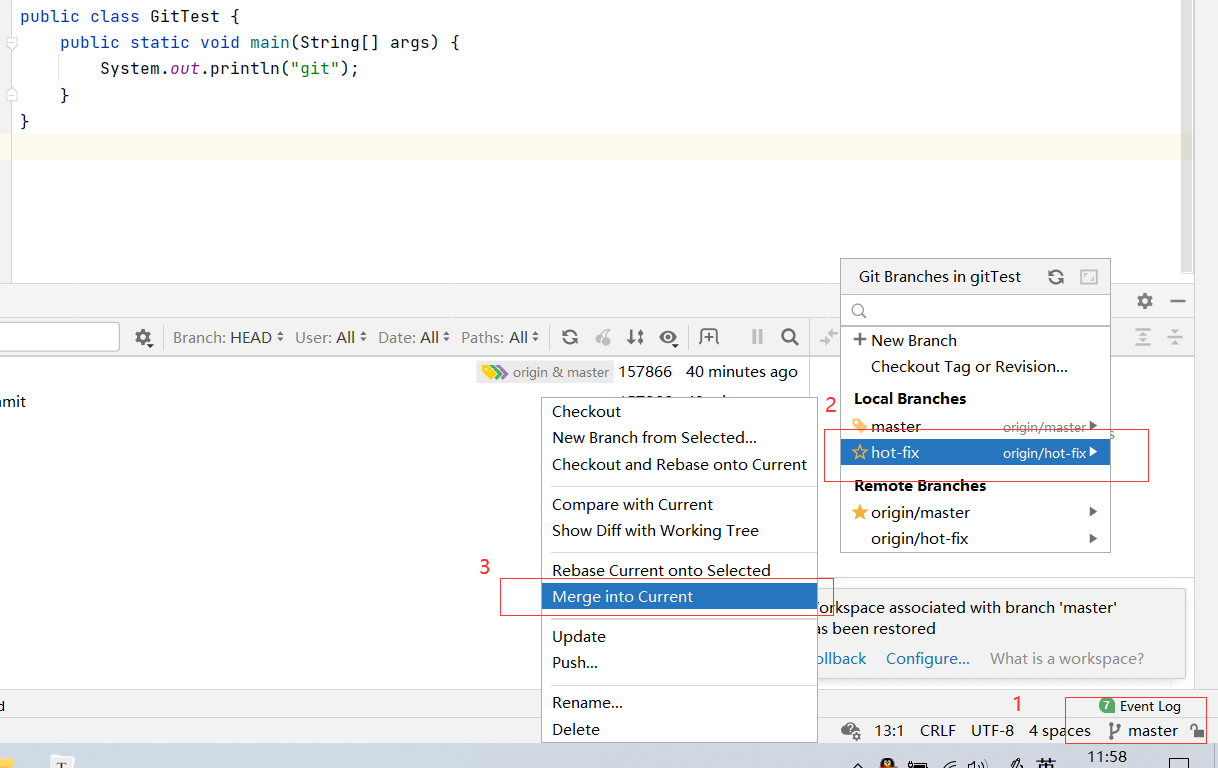 public class GitTest {
public static void main(String[] args) {
System.out.println("git");
}
}
Git Branches in gitTest
Branch: HEAD User: All Date: All Paths: All
origin & master 157866 40 minutes ago
mit
New Branch
Checkout Tag or Revision...
Local Branches
2
master origin/master
hot-fix origin/hot-fix
Remote Branches
origin/master
origin/hot-fix
Checkout
New Branch from Selected...
Checkout and Rebase onto Current
Compare with Current
Show Diff with Working Tree
3
Rebase Current onto Selected
Merge into Current
Update
Push...
Rename...
Delete
orkspace associated with branch 'master'
as been restored
ollback Configure... What is a workspace?
d
1
7 Event Log
13:1 CRLF UTF-8 4 spaces master
T
英 11:58